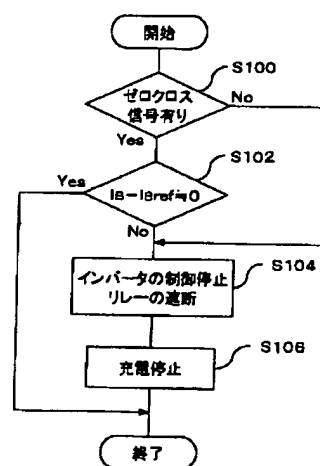 開始
S100
ゼロクロス
信号有り
No
Yes
S102
Yes
IB－IBref≒0
No
S104
インバータの制御停止
リレーの遮断
S106
充電停止
終了